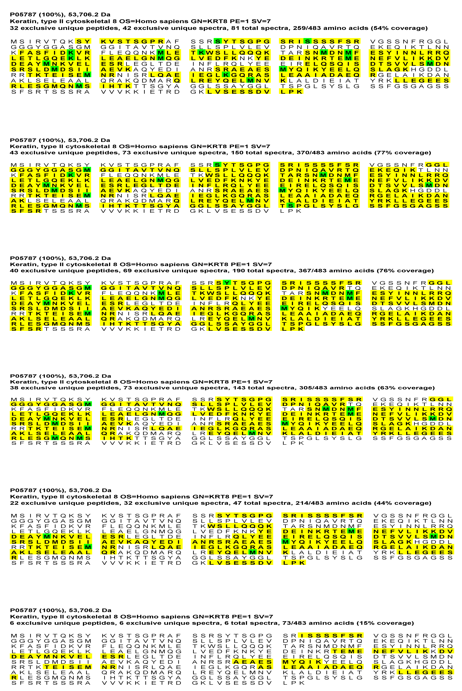 P05787 (100%), 53,706.2 Da
Keratin, type II cytoskeletal 8 OS=Homo sapiens GN=KRT8 PE=1 SV=7
32 exclusive unique peptides, 42 exclusive unique spectra, 81 total spectra, 259/483 amino acids (54% coverage)
MSIRVTQKSY KVSTSGPRAF SSRSYTSGPG SRISSSSFSR VGSSNFRGGL
GGGYGGASGM GGITAVTVNQ SLLSPLVLEV DPNIQAVRTQ EKEQIKTLNN
KFASFIDKVR FLEQQNKMLE TKWSLLQQQK TARSNMDNMF ESYINNLRRQ
LETLGQEKLK LEAELGNMQG LVEDFKNKYE DEINKRTEME NEFVLIKKDV
DEAYMNKVEL ESRLEGLTDE INFLRQLYEE EIRELQSQIS DTSVVLSMDN
SRSLDMDSII AEVKAQYEDI ANRSRAEAES MYQIKYEELQ SLAGKHGDDL
RRTKTEISEM NRNISRLQAE IEGLKGQRAS LEAAIADAEQ RGELAIKDAN
AKLSELEAAL QRAKQDMARQ LREYQELMNV KLALDIEIAT YRKLLEGEES
RLESGMQNMS IHTKTTSGYA GGLSSAYGGL TSPGLSYSLG SSFGSGAGSS
SFSRTSSSRA VVVKKIETRD GKLVSESSDV LPK
P05787 (100%), 53,706.2 Da
Keratin, type II cytoskeletal 8 OS=Homo sapiens GN=KRT8 PE=1 SV=7
43 exclusive unique peptides, 73 exclusive unique spectra, 160 total spectra, 370/483 amino acids (77% coverage)
MSIRVTQKSY KVSTSGPRAF SSRSYTSGPG SRISSSSFSR VGSSNFRGGL
GGGYGGASGM GGITAVTVNQ SLLSPLVLEV DPNIQAVRTQ EKEQIKTLNN
KFASFIDKVR FLEQQNKMLE TKWSLLQQQK TARSNMDNMF ESYINNLRRQ
LETLGQEKLK LEAELGNMQG LVEDFKNKYE DEINKRTEME NEFVLIKKDV
DEAYMNKVEL ESRLEGLTDE INFLRQLYEE EIRELQSQIS DTSVVLSMDN
SRSLDMDSII AEVKAQYEDI ANRSRAEAES MYQIKYEELQ SLAGKHGDDL
RRTKTEISEM NRNISRLQAE IEGLKGQRAS LEAAIADAEQ RGELAIKDAN
AKLSELEAAL QRAKQDMARQ LREYQELMNV KLALDIEIAT YRKLLEGEES
RLESGMQNMS IHTKTTSGYA GGLSSAYGGL TSPGLSYSLG SSFGSGAGSS
SFSRTSSSRA VVVKKIETRD GKLVSESSDV LPK
P05787 (100%), 53,706.2 Da
Keratin, type II cytoskeletal 8 OS=Homo sapiens GN=KRT8 PE=1 SV=7
40 exclusive unique peptides, 69 exclusive unique spectra, 190 total spectra, 367/483 amino acids (76% coverage)
MSIRVTQKSY KVSTSGPRAF SSRSYTSGPG SRISSSSFSR VGSSNFRGGL
GGGYGGASGM GGITAVTVNQ SLLSPLVLEV DPNIQAVRTQ EKEQIKTLNN
KFASFIDKVR FLEQQNKMLE TKWSLLQQQK TARSNMDNMF ESYINNLRRQ
LETLGQEKLK LEAELGNMQG LVEDFKNKYE DEINKRTEME NEFVLIKKDV
DEAYMNKVEL ESRLEGLTDE INFLRQLYEE EIRELQSQIS DTSVVLSMDN
SRSLDMDSII AEVKAQYEDI ANRSRAEAES MYQIKYEELQ SLAGKHGDDL
RRTKTEISEM NRNISRLQAE IEGLKGQRAS LEAAIADAEQ RGELAIKDAN
AKLSELEAAL QRAKQDMARQ LREYQELMNV KLALDIEIAT YRKLLEGEES
RLESGMQNMS IHTKTTSGYA GGLSSAYGGL TSPGLSYSLG SSFGSGAGSS
SFSRTSSSRA VVVKKIETRD GKLVSESSDV LPK
P05787 (100%), 53,706.2 Da
Keratin, type II cytoskeletal 8 OS=Homo sapiens GN=KRT8 PE=1 SV=7
38 exclusive unique peptides, 73 exclusive unique spectra, 143 total spectra, 305/483 amino acids (63% coverage)
MSIRVTQKSY KVSTSGPRAF SSRSYTSGPG SRISSSSFSR VGSSNFRGGL
GGGYGGASGM GGITAVTVNQ SLLSPLVLEV DPNIQAVRTQ EKEQIKTLNN
KFASFIDKVR FLEQQNKMLE TKWSLLQQQK TARSNMDNMF ESYINNLRRQ
LETLGQEKLK LEAELGNMQG LVEDFKNKYE DEINKRTEME NEFVLIKKDV
DEAYMNKVEL ESRLEGLTDE INFLRQLYEE EIRELQSQIS DTSVVLSMDN
SRSLDMDSII AEVKAQYEDI ANRSRAEAES MYQIKYEELQ SLAGKHGDDL
RRTKTEISEM NRNISRLQAE IEGLKGQRAS LEAAIADAEQ RGELAIKDAN
AKLSELEAAL QRAKQDMARQ LREYQELMNV KLALDIEIAT YRKLLEGEES
RLESGMQNMS IHTKTTSGYA GGLSSAYGGL TSPGLSYSLG SSFGSGAGSS
SFSRTSSSRA VVVKKIETRD GKLVSESSDV LPK
P05787 (100%), 53,706.2 Da
Keratin, type II cytoskeletal 8 OS=Homo sapiens GN=KRT8 PE=1 SV=7
22 exclusive unique peptides, 32 exclusive unique spectra, 47 total spectra, 214/483 amino acids (44% coverage)
MSIRVTQKSY KVSTSGPRAF SSRSYTSGPG SRISSSSFSR VGSSNFRGGL
GGGYGGASGM GGITAVTVNQ SLLSPLVLEV DPNIQAVRTQ EKEQIKTLNN
KFASFIDKVR FLEQQNKMLE TKWSLLQQQK TARSNMDNMF ESYINNLRRQ
LETLGQEKLK LEAELGNMQG LVEDFKNKYE DEINKRTEME NEFVLIKKDV
DEAYMNKVEL ESRLEGLTDE INFLRQLYEE EIRELQSQIS DTSVVLSMDN
SRSLDMDSII AEVKAQYEDI ANRSRAEAES MYQIKYEELQ SLAGKHGDDL
RRTKTEISEM NRNISRLQAE IEGLKGQRAS LEAAIADAEQ RGELAIKDAN
AKLSELEAAL QRAKQDMARQ LREYQELMNV KLALDIEIAT YRKLLEGEES
RLESGMQNMS IHTKTTSGYA GGLSSAYGGL TSPGLSYSLG SSFGSGAGSS
SFSRTSSSRA VVVKKIETRD GKLVSESSDV LPK
P05787 (100%), 53,706.2 Da
Keratin, type II cytoskeletal 8 OS=Homo sapiens GN=KRT8 PE=1 SV=7
6 exclusive unique peptides, 6 exclusive unique spectra, 6 total spectra, 73/483 amino acids (15% coverage)
MSIRVTQKSY KVSTSGPRAF SSRSYTSGPG SRISSSSFSR VGSSNFRGGL
GGGYGGASGM GGITAVTVNQ SLLSPLVLEV DPNIQAVRTQ EKEQIKTLNN
KFASFIDKVR FLEQQNKMLE TKWSLLQQQK TARSNMDNMF ESYINNLRRQ
LETLGQEKLK LEAELGNMQG LVEDFKNKYE DEINKRTEME NEFVLIKKDV
DEAYMNKVEL ESRLEGLTDE INFLRQLYEE EIRELQSQIS DTSVVLSMDN
SRSLDMDSII AEVKAQYEDI ANRSRAEAES MYQIKYEELQ SLAGKHGDDL
RRTKTEISEM NRNISRLQAE IEGLKGQRAS LEAAIADAEQ RGELAIKDAN
AKLSELEAAL QRAKQDMARQ LREYQELMNV KLALDIEIAT YRKLLEGEES
RLESGMQNMS IHTKTTSGYA GGLSSAYGGL TSPGLSYSLG SSFGSGAGSS
SFSRTSSSRA VVVKKIETRD GKLVSESSDV LPK